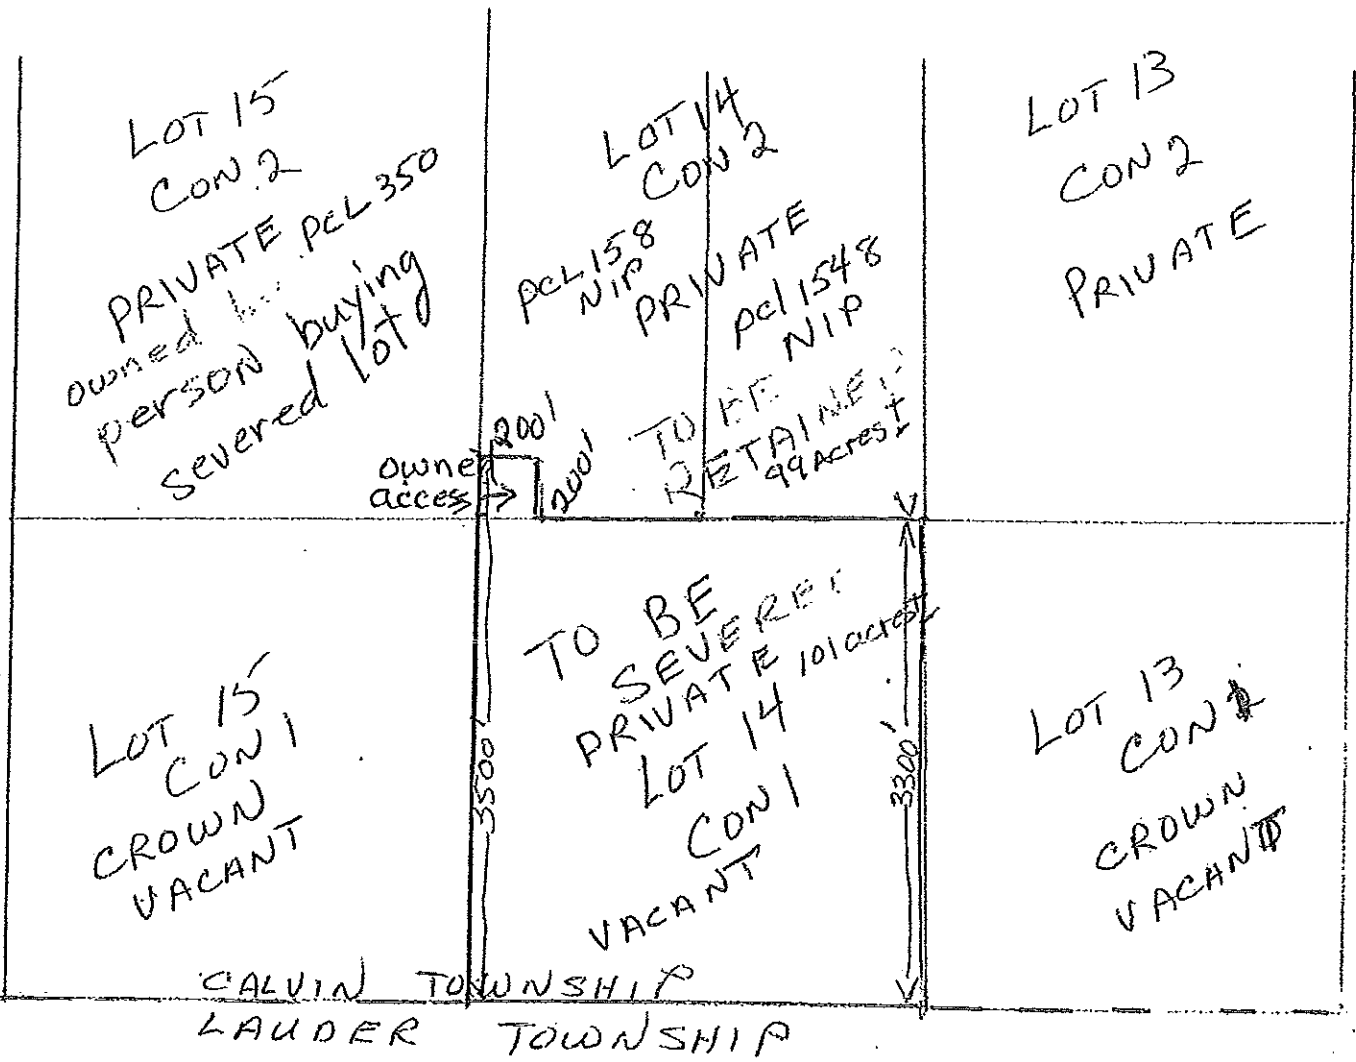 LOT 15
CON. 2
PRIVATE PCL 350
owned
person buying
severed lot
LOT 14
CON 2
PCL 158
NIP
PRIVATE
pcl 1548
NIP
TO BE
RETAINED
99 Acres±
LOT 13
CON 2
PRIVATE
200'
200'
owne
access
LOT 15
CON 1
CROWN
VACANT
3500'
TO BE
SEVERED
PRIVATE 101 acres±
LOT 14
CON 1
VACANT
3300'
LOT 13
CON 1
CROWN
VACANT
CALVIN TOWNSHIP
LAUDER TOWNSHIP